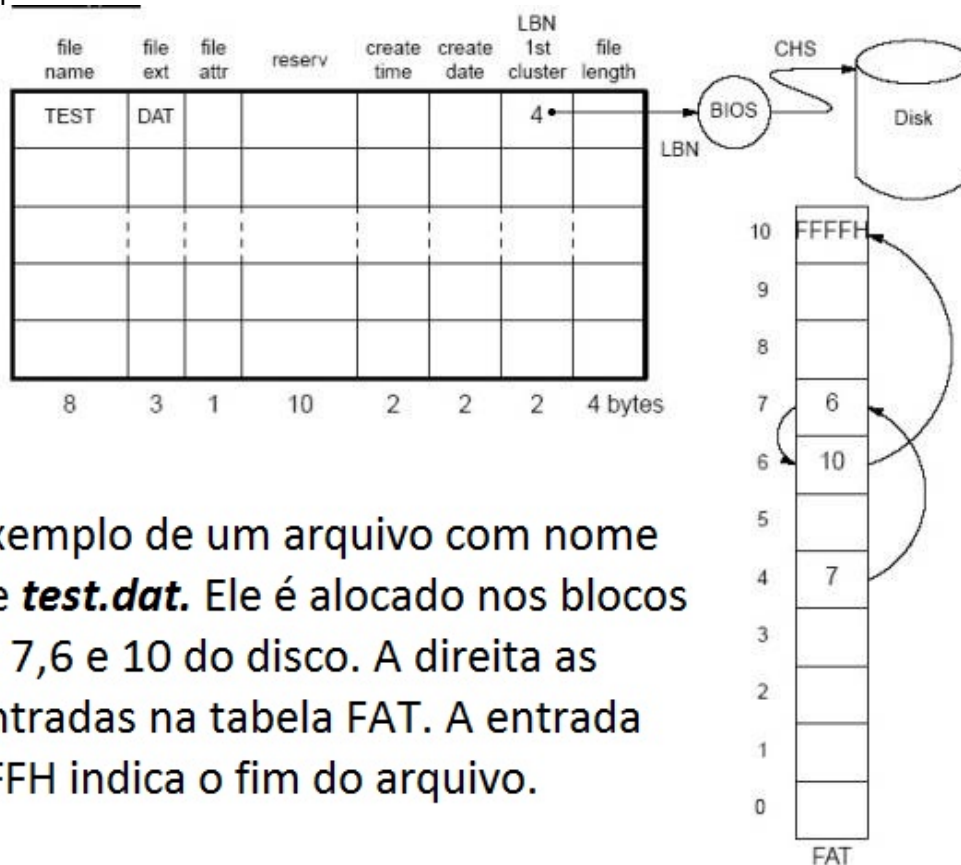 LBN
file file file create create 1st file
name ext attr reserv time date cluster length
CHS
TEST DAT 4
BIOS
Disk
LBN
8 3 1 10 2 2 2 4 bytes
10 FFFFH
9
8
7 6
6 10
5
4 7
3
2
1
0
FAT
xemplo de um arquivo com nome
e test.dat. Ele é alocado nos blocos
7,6 e 10 do disco. A direita as
ntradas na tabela FAT. A entrada
FFH indica o fim do arquivo.